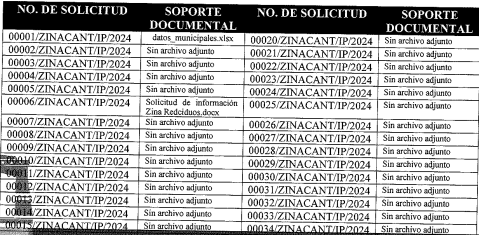 NO. DE SOLICITUD SOPORTE DOCUMENTAL NO. DE SOLICITUD SOPORTE DOCUMENTAL
00001/ZINACANT/IP/2024 datos_municipales.xlsx 00020/ZINACANT/IP/2024 Sin archivo adjunto
00002/ZINACANT/IP/2024 Sin archivo adjunto 00021/ZINACANT/IP/2024 Sin archivo adjunto
00003/ZINACANT/IP/2024 Sin archivo adjunto 00022/ZINACANT/IP/2024 Sin archivo adjunto
00004/ZINACANT/IP/2024 Sin archivo adjunto 00023/ZINACANT/IP/2024 Sin archivo adjunto
00005/ZINACANT/IP/2024 Sin archivo adjunto 00024/ZINACANT/IP/2024 Sin archivo adjunto
00006/ZINACANT/IP/2024 Solicitud de información 00025/ZINACANT/IP/2024 Sin archivo adjunto
Zina Redciduos.docx
00007/ZINACANT/IP/2024 Sin archivo adjunto 00026/ZINACANT/IP/2024 Sin archivo adjunto
00008/ZINACANT/IP/2024 Sin archivo adjunto 00027/ZINACANT/IP/2024 Sin archivo adjunto
00009/ZINACANT/IP/2024 Sin archivo adjunto 00028/ZINACANT/IP/2024 Sin archivo adjunto
00010/ZINACANT/IP/2024 Sin archivo adjunto 00029/ZINACANT/IP/2024 Sin archivo adjunto
00011/ZINACANT/IP/2024 Sin archivo adjunto 00030/ZINACANT/IP/2024 Sin archivo adjunto
00012/ZINACANT/IP/2024 Sin archivo adjunto 00031/ZINACANT/IP/2024 Sin archivo adjunto
00013/ZINACANT/IP/2024 Sin archivo adjunto 00032/ZINACANT/IP/2024 Sin archivo adjunto
00014/ZINACANT/IP/2024 Sin archivo adjunto 00033/ZINACANT/IP/2024 Sin archivo adjunto
00015/ZINACANT/IP/2024 Sin archivo adjunto 00034/ZINACANT/IP/2024 Sin archivo adjunto